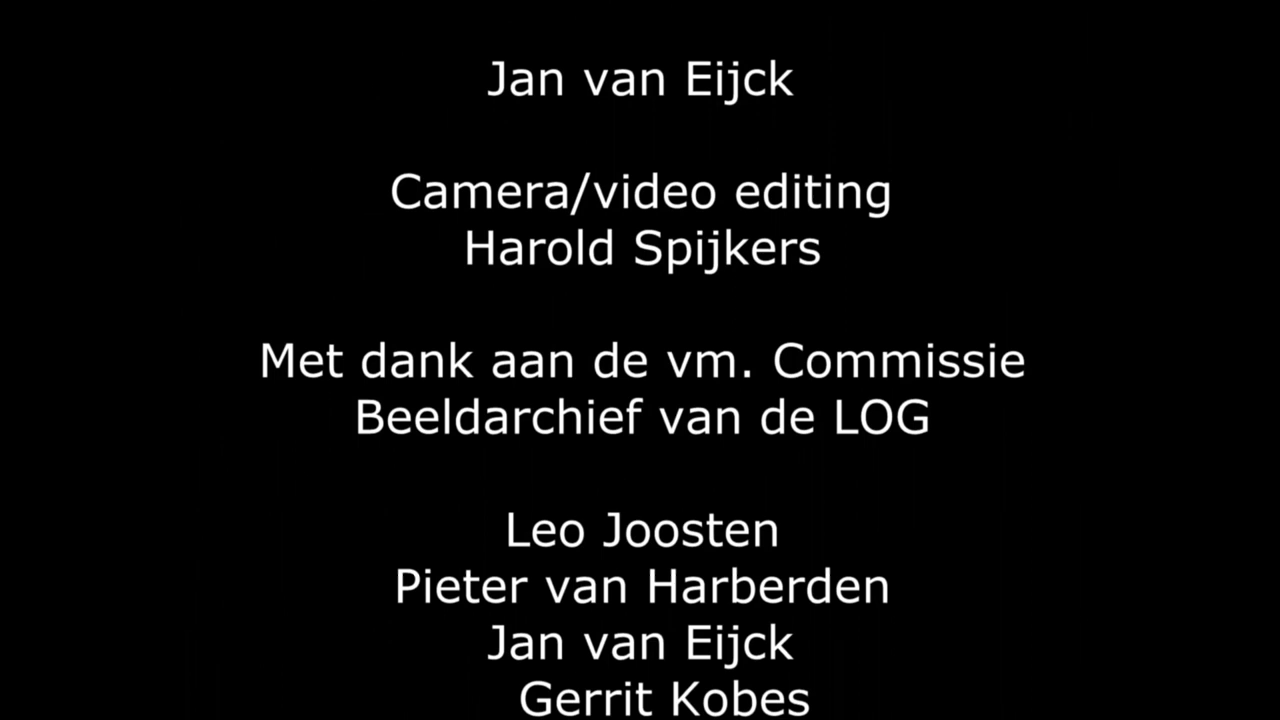 Jan van Eijck
Camera/video editing
Harold Spijkers
Met dank aan de vm. Commissie
Beeldarchief van de LOG
Leo Joosten
Pieter van Harberden
Jan van Eijck
Gerrit Kobes